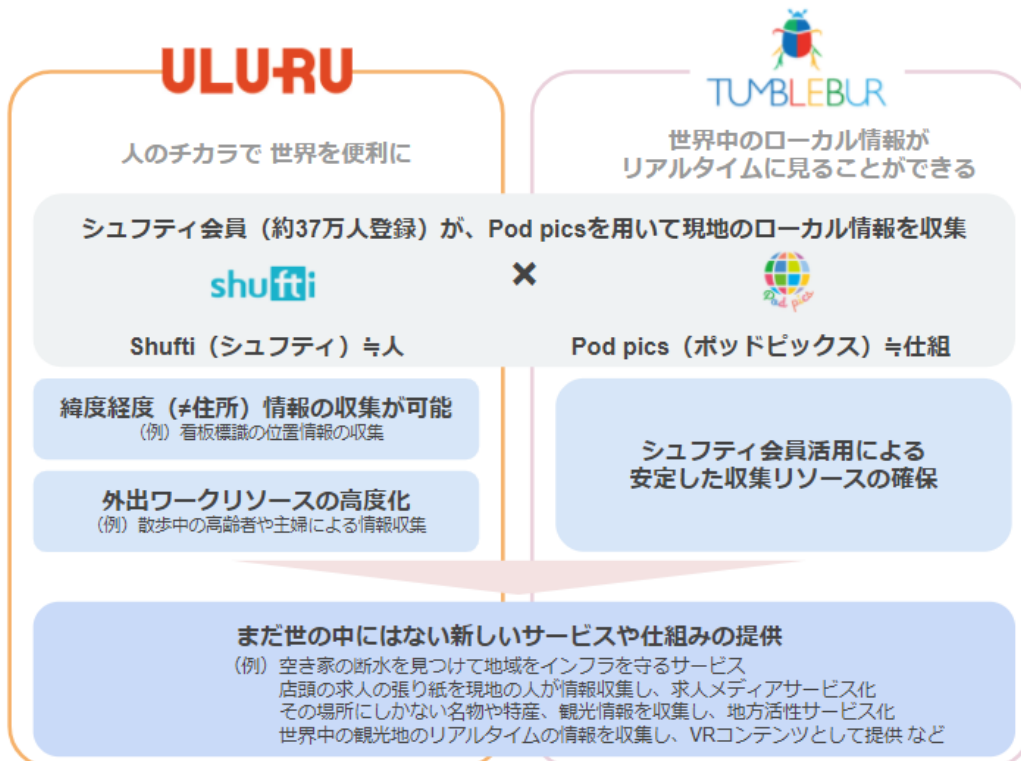 ULURU
TUMBLEBUR
人のチカラで 世界を便利に
世界中のローカル情報が
リアルタイムに見ることができる
シュフティ会員（約37万人登録）が、Pod picsを用いて現地のローカル情報を収集
shufti
×
Pod pics
Shufti（シュフティ）≒人
Pod pics（ポッドピックス）≒仕組
緯度経度（≠住所）情報の収集が可能
（例）看板標識の位置情報の収集
外出ワークリソースの高度化
（例）散歩中の高齢者や主婦による情報収集
シュフティ会員活用による
安定した収集リソースの確保
まだ世の中にはない新しいサービスや仕組みの提供
（例）空き家の断水を見つけて地域をインフラを守るサービス
店頭の求人の張り紙を現地の人が情報収集し、求人メディアサービス化
その場所にしかない名物や特産、観光情報を収集し、地方活性サービス化
世界中の観光地のリアルタイムの情報を収集し、VRコンテンツとして提供 など